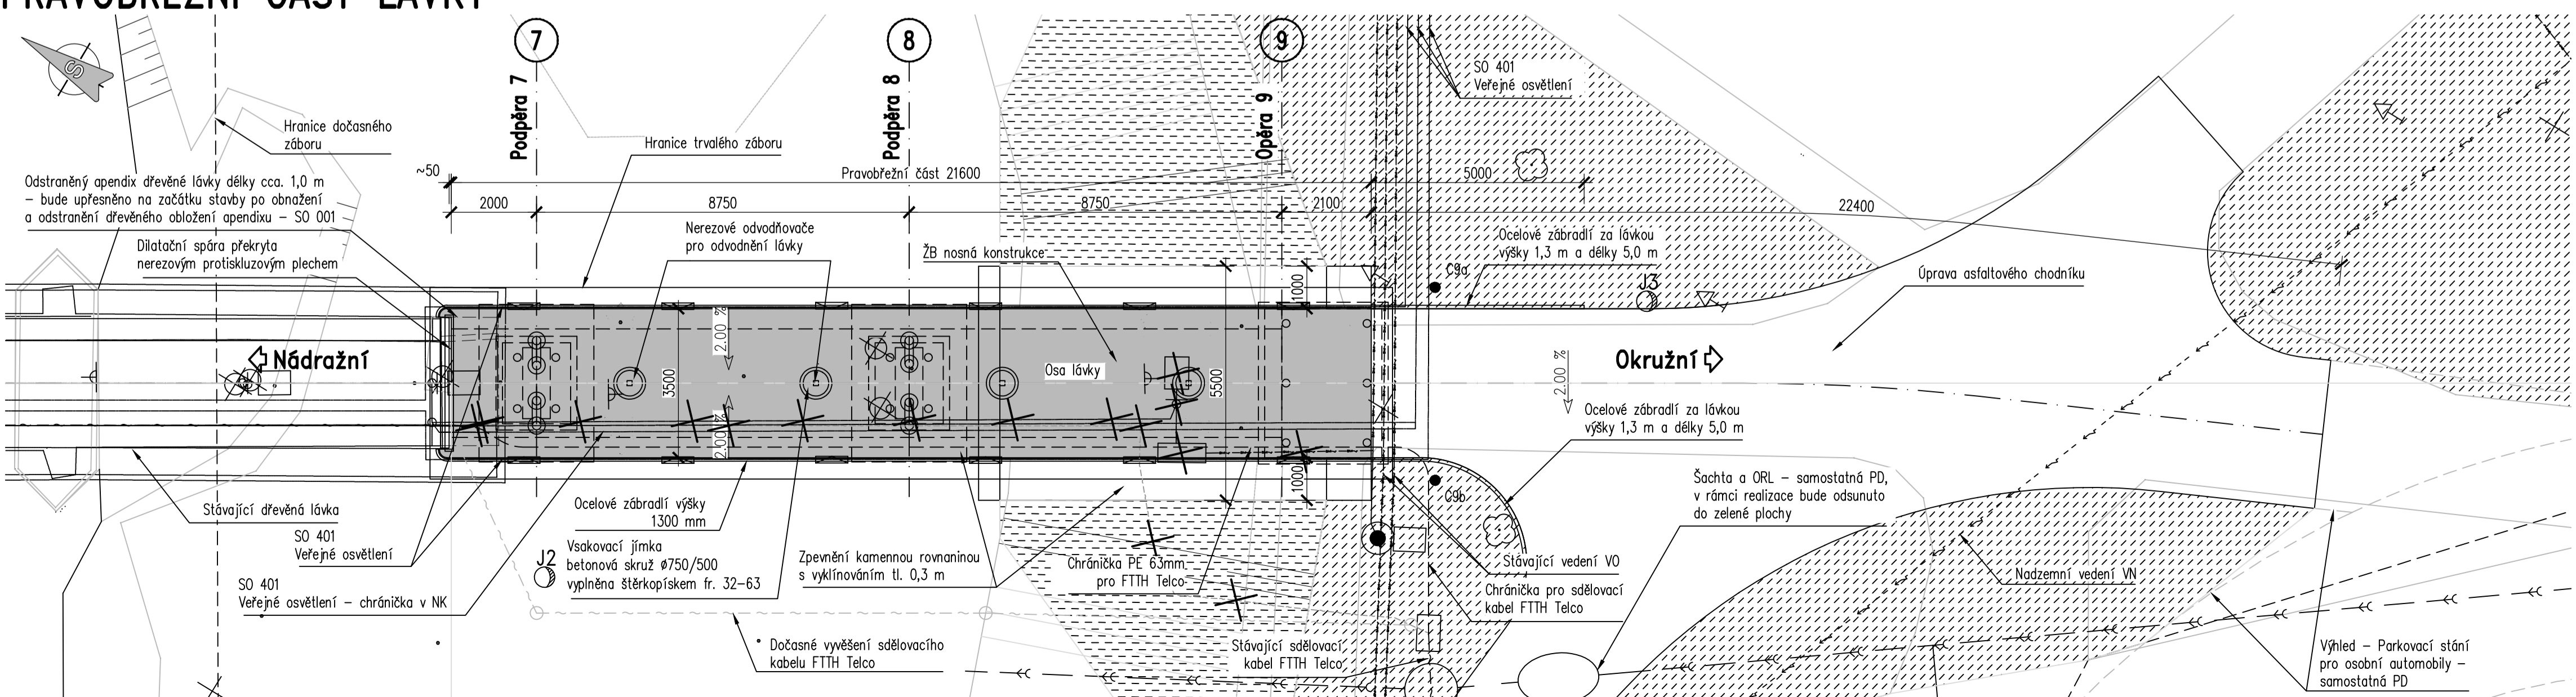 PRAVOBŘEŽNÍ ČÁST LÁVKY
S
7
8
9
Podpěra 7
Podpěra 8
Opěra 9
SO 401
Veřejné osvětlení
Hranice dočasného
záboru
Hranice trvalého záboru
~50
Pravobřežní část 21600
5000
Odstraněný apendix dřevěné lávky délky cca. 1,0 m
– bude upřesněno na začátku stavby po obnažení
a odstranění dřevěného obložení apendixu – SO 001
2000
8750
8750
2100
22400
Dilatační spára překryta
nerezovým protiskluzovým plechem
Nerezové odvodňovače
pro odvodnění lávky
ŽB nosná konstrukce
Ocelové zábradlí za lávkou
výšky 1,3 m a délky 5,0 m
C9a
J3
Úprava asfaltového chodníku
1000
2.00 %
Nádražní
Osa lávky
3500
5500
2.00 %
Okružní
2.00 %
Ocelové zábradlí za lávkou
výšky 1,3 m a délky 5,0 m
1000
C9b
Šachta a ORL – samostatná PD,
v rámci realizace bude odsunuto
do zelené plochy
Stávající dřevěná lávka
Ocelové zábradlí výšky
1300 mm
SO 401
Veřejné osvětlení
J2
Vsakovací jímka
betonová skruž ø750/500
vyplněna štěrkopískem fr. 32-63
Zpevnění kamennou rovnaninou
s vyklínováním tl. 0,3 m
Chránička PE 63mm
pro FTTH Telco
Stávající vedení VO
Chránička pro sdělovací
kabel FTTH Telco
Nadzemní vedení VN
SO 401
Veřejné osvětlení – chránička v NK
Dočasné vyvěšení sdělovacího
kabelu FTTH Telco
Stávající sdělovací
kabel FTTH Telco
Výhled – Parkovací stání
pro osobní automobily –
samostatná PD